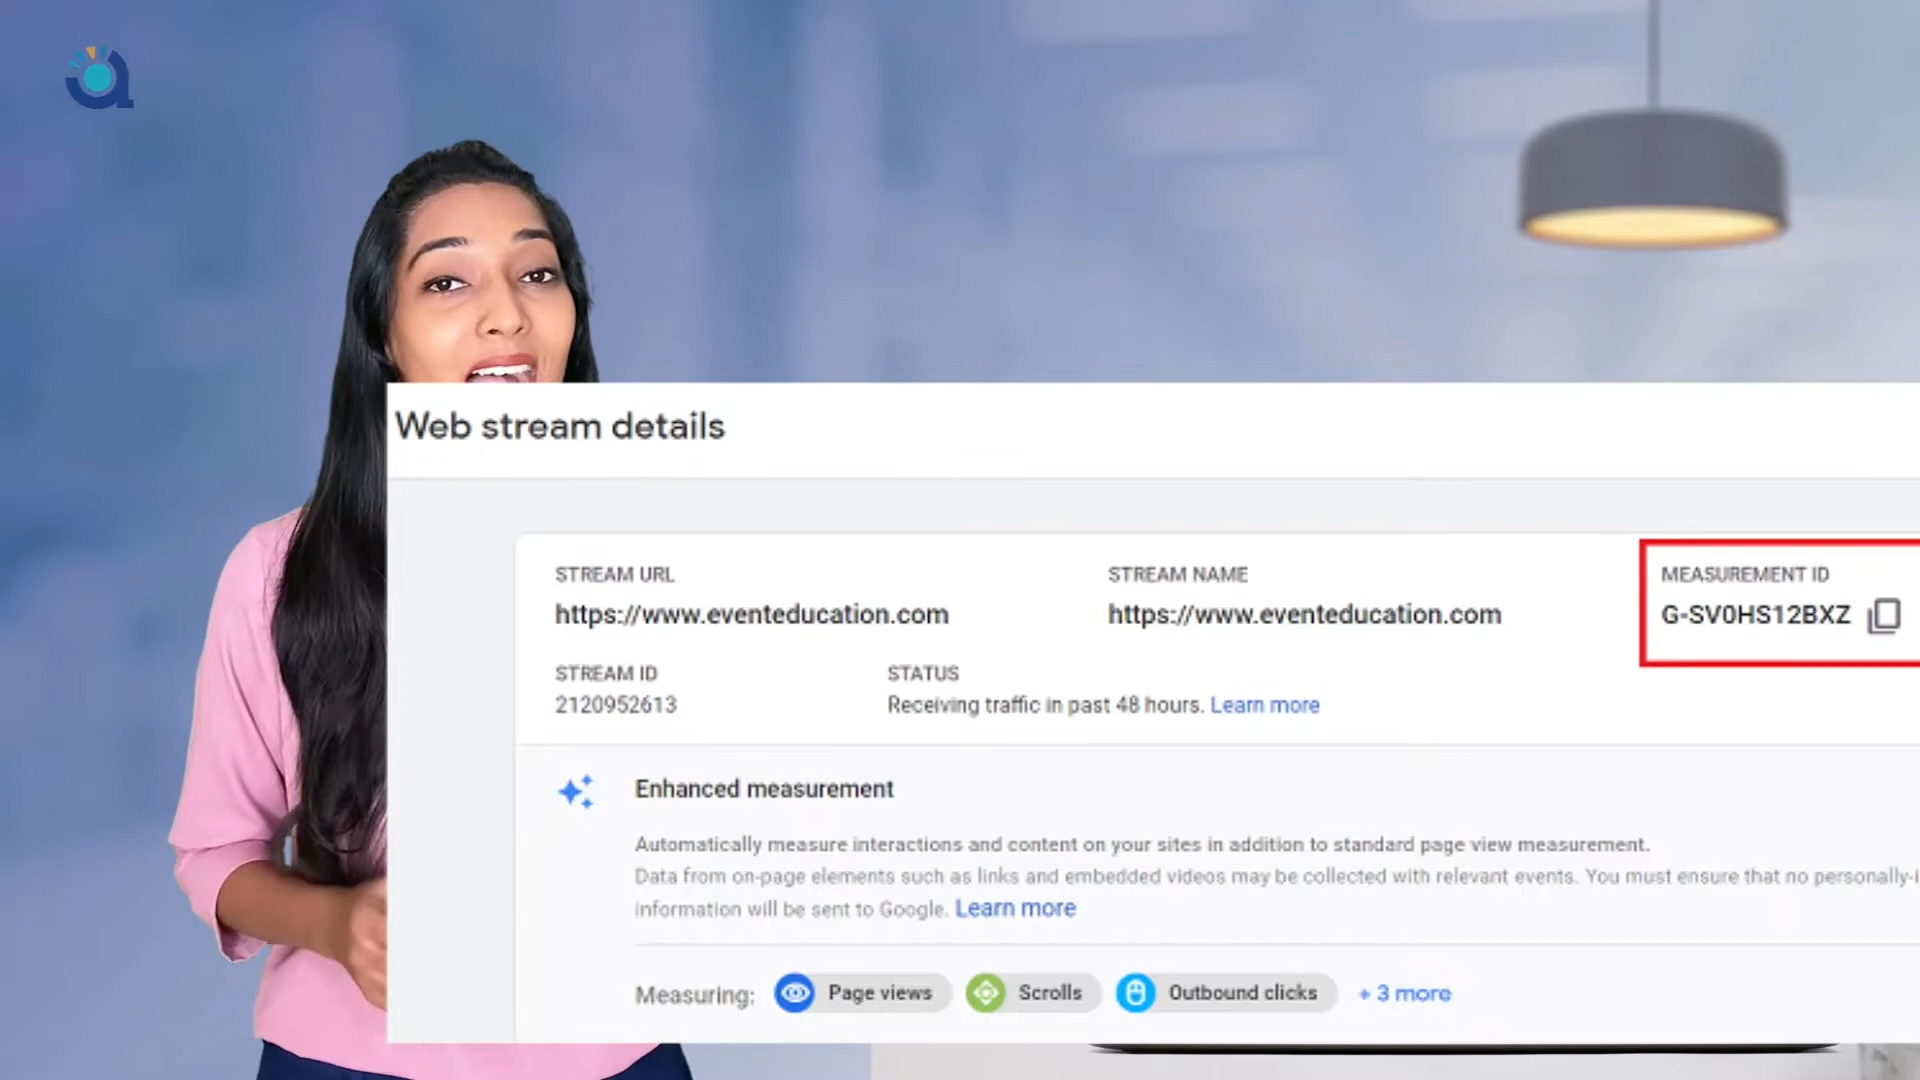 Web stream details
STREAM URL
https://www.eventeducation.com
STREAM NAME
https://www.eventeducation.com
MEASUREMENT ID
G-SV0HS12BXZ
STREAM ID
2120952613
STATUS
Receiving traffic in past 48 hours. Learn more
Enhanced measurement
Automatically measure interactions and content on your sites in addition to standard page view measurement.
Data from on-page elements such as links and embedded videos may be collected with relevant events. You must ensure that no personally-i
information will be sent to Google. Learn more
Measuring: Page views Scrolls Outbound clicks + 3 more